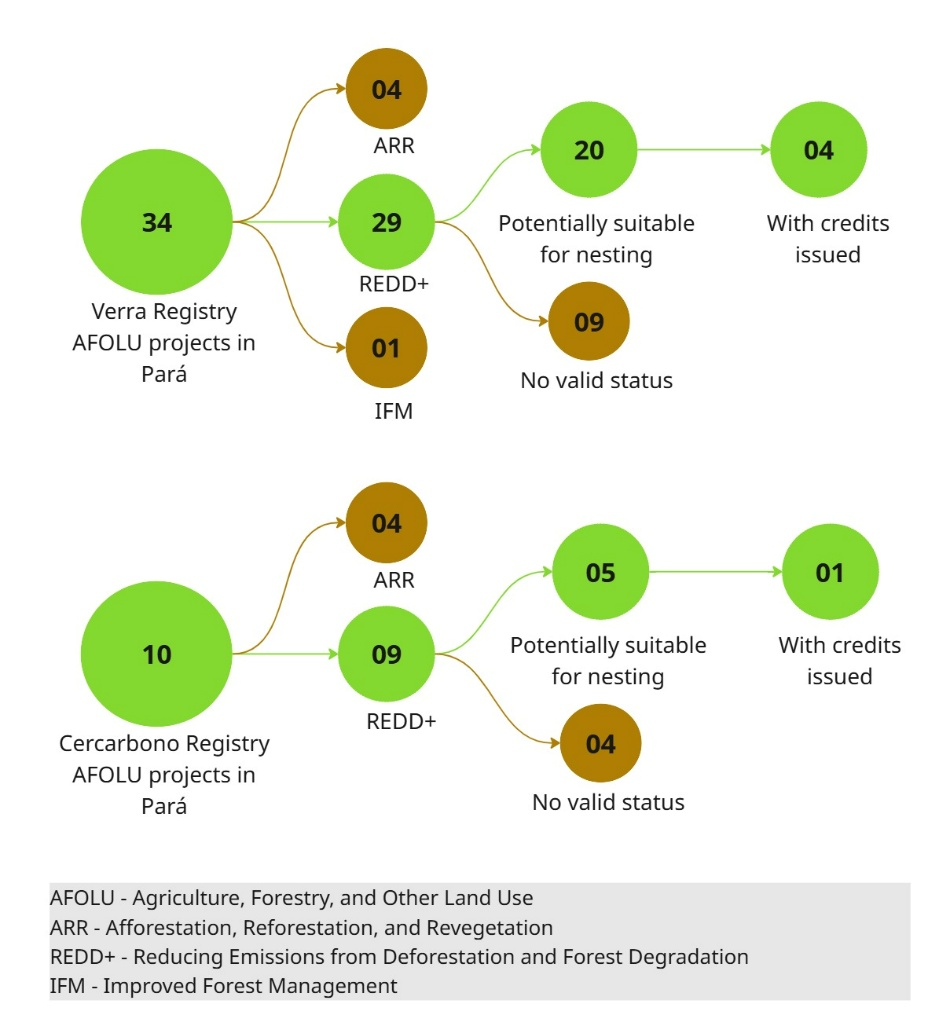 04
ARR
34
Verra Registry
AFOLU projects in
Pará
29
REDD+
01
IFM
20
Potentially suitable
for nesting
04
With credits
issued
09
No valid status
04
ARR
10
Cercarbono Registry
AFOLU projects in
Pará
09
REDD+
05
Potentially suitable
for nesting
01
With credits
issued
04
No valid status
AFOLU - Agriculture, Forestry, and Other Land Use
ARR - Afforestation, Reforestation, and Revegetation
REDD+ - Reducing Emissions from Deforestation and Forest Degradation
IFM - Improved Forest Management